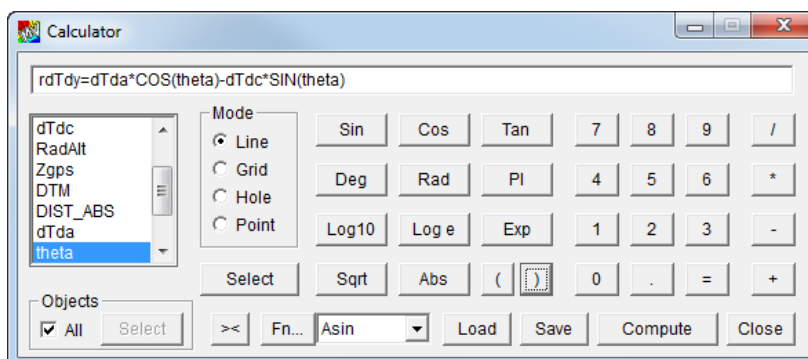 Calculator
rdTdy=dTda*COS(theta)-dTdc*SIN(theta)
dTdc
RadAlt
Zgps
DTM
DIST_ABS
dTda
theta
Mode
Line
Grid
Hole
Point
Sin Cos Tan 7 8 9 /
Deg Rad PI 4 5 6 *
Log10 Log e Exp 1 2 3 -
Select Sqrt Abs ( ) 0 . = +
Objects
All Select >< Fn... Asin Load Save Compute Close